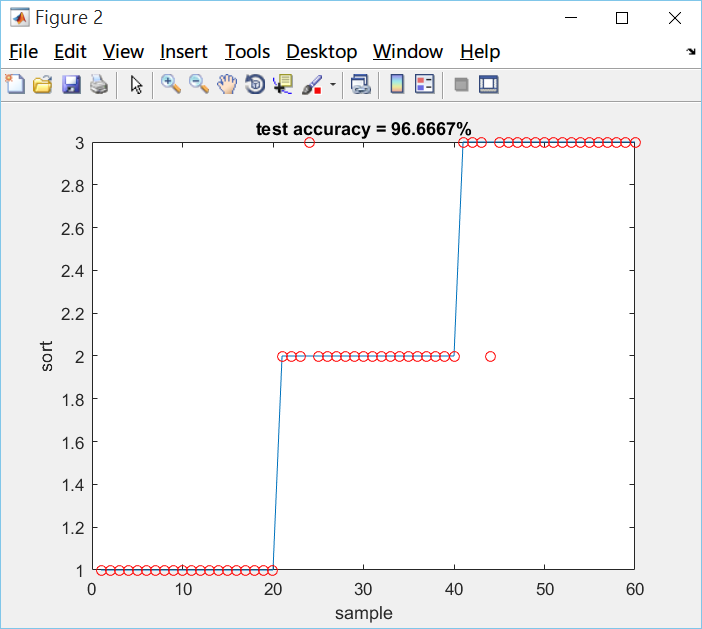 Figure 2
File Edit View Insert Tools Desktop Window Help
test accuracy = 96.6667%
3
2.8
2.6
2.4
2.2
2
1.8
1.6
1.4
1.2
1
sort
0 10 20 30 40 50 60
sample